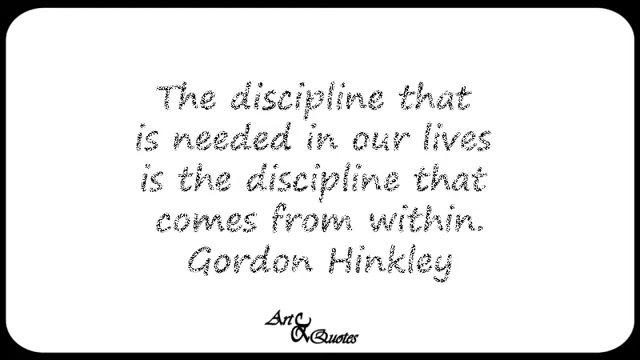 The discipline that
is needed in our lives
is the discipline that
comes from within.
Gordon Hinkley
Art & Quotes